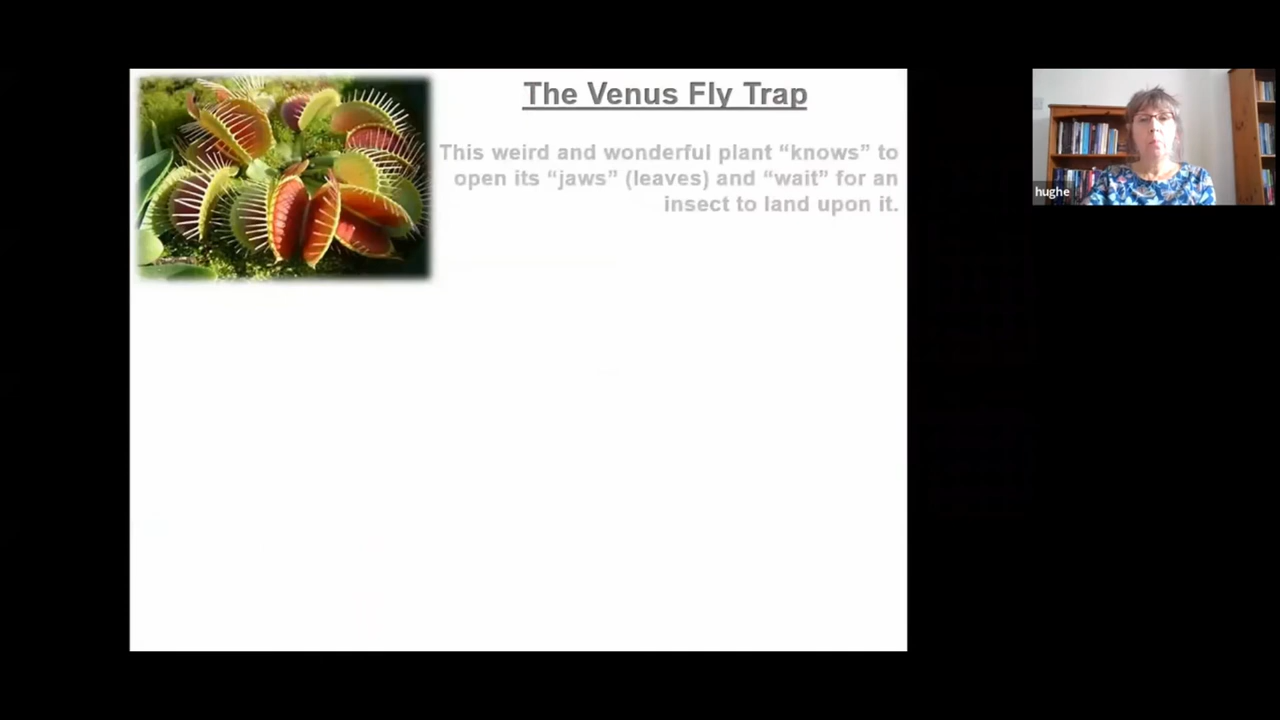 The Venus Fly Trap
This weird and wonderful plant “knows” to
open its “jaws” (leaves) and “wait” for an
insect to land upon it.
hughe